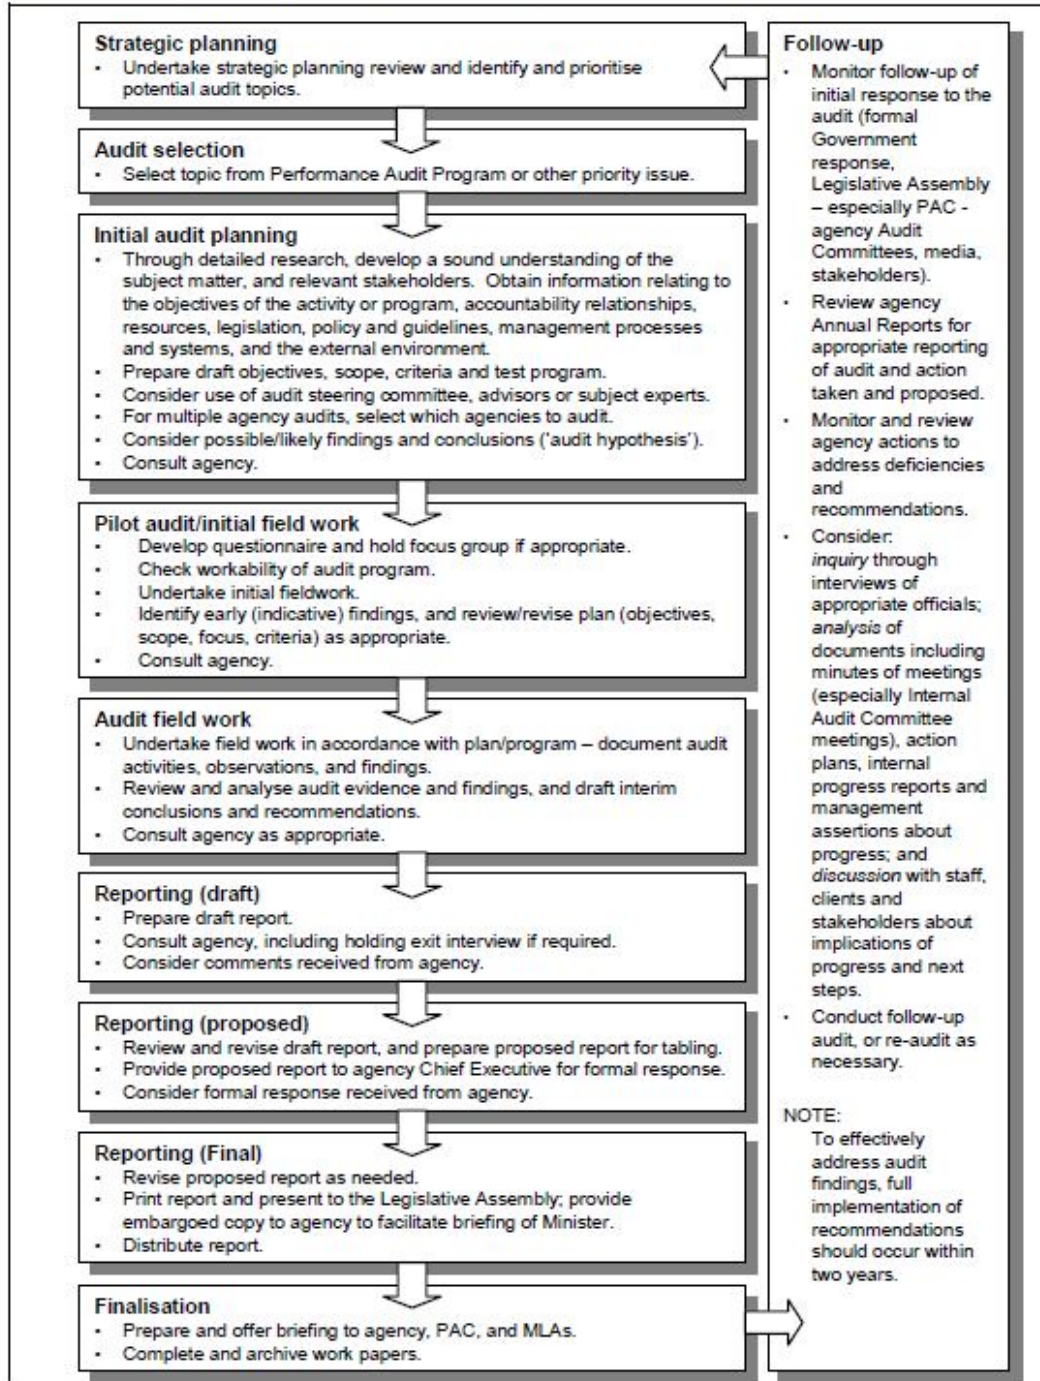 Strategic planning
• Undertake strategic planning review and identify and prioritise
potential audit topics.
Audit selection
• Select topic from Performance Audit Program or other priority issue.
Initial audit planning
• Through detailed research, develop a sound understanding of the
subject matter, and relevant stakeholders. Obtain information relating to
the objectives of the activity or program, accountability relationships,
resources, legislation, policy and guidelines, management processes
and systems, and the external environment.
• Prepare draft objectives, scope, criteria and test program.
• Consider use of audit steering committee, advisors or subject experts.
• For multiple agency audits, select which agencies to audit.
• Consider possible/likely findings and conclusions ('audit hypothesis').
• Consult agency.
Pilot audit/initial field work
• Develop questionnaire and hold focus group if appropriate.
• Check workability of audit program.
• Undertake initial fieldwork.
• Identify early (indicative) findings, and review/revise plan (objectives,
scope, focus, criteria) as appropriate.
• Consult agency.
Audit field work
• Undertake field work in accordance with plan/program – document audit
activities, observations, and findings.
• Review and analyse audit evidence and findings, and draft interim
conclusions and recommendations.
• Consult agency as appropriate.
Reporting (draft)
• Prepare draft report.
• Consult agency, including holding exit interview if required.
• Consider comments received from agency.
Reporting (proposed)
• Review and revise draft report, and prepare proposed report for tabling.
• Provide proposed report to agency Chief Executive for formal response.
• Consider formal response received from agency.
Reporting (Final)
• Revise proposed report as needed.
• Print report and present to the Legislative Assembly; provide
embargoed copy to agency to facilitate briefing of Minister.
• Distribute report.
Finalisation
• Prepare and offer briefing to agency, PAC, and MLAs.
• Complete and archive work papers.
Follow-up
• Monitor follow-up of
initial response to the
audit (formal
Government
response,
Legislative Assembly
– especially PAC -
agency Audit
Committees, media,
stakeholders).
• Review agency
Annual Reports for
appropriate reporting
of audit and action
taken and proposed.
• Monitor and review
agency actions to
address deficiencies
and
recommendations.
• Consider:
inquiry through
interviews of
appropriate officials;
analysis of
documents including
minutes of meetings
(especially Internal
Audit Committee
meetings), action
plans, internal
progress reports and
management
assertions about
progress; and
discussion with staff,
clients and
stakeholders about
implications of
progress and next
steps.
• Conduct follow-up
audit, or re-audit as
necessary.
NOTE:
To effectively
address audit
findings, full
implementation of
recommendations
should occur within
two years.